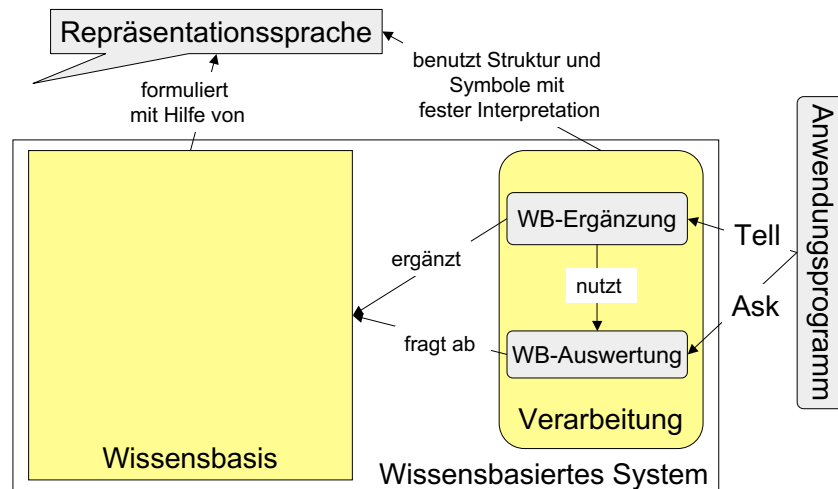 Repräsentationssprache
formuliert
mit Hilfe von
benutzt Struktur und
Symbole mit
fester Interpretation
Anwendungsprogramm
WB-Ergänzung
Tell
ergänzt
nutzt
Ask
fragt ab
WB-Auswertung
Verarbeitung
Wissensbasis
Wissensbasiertes System